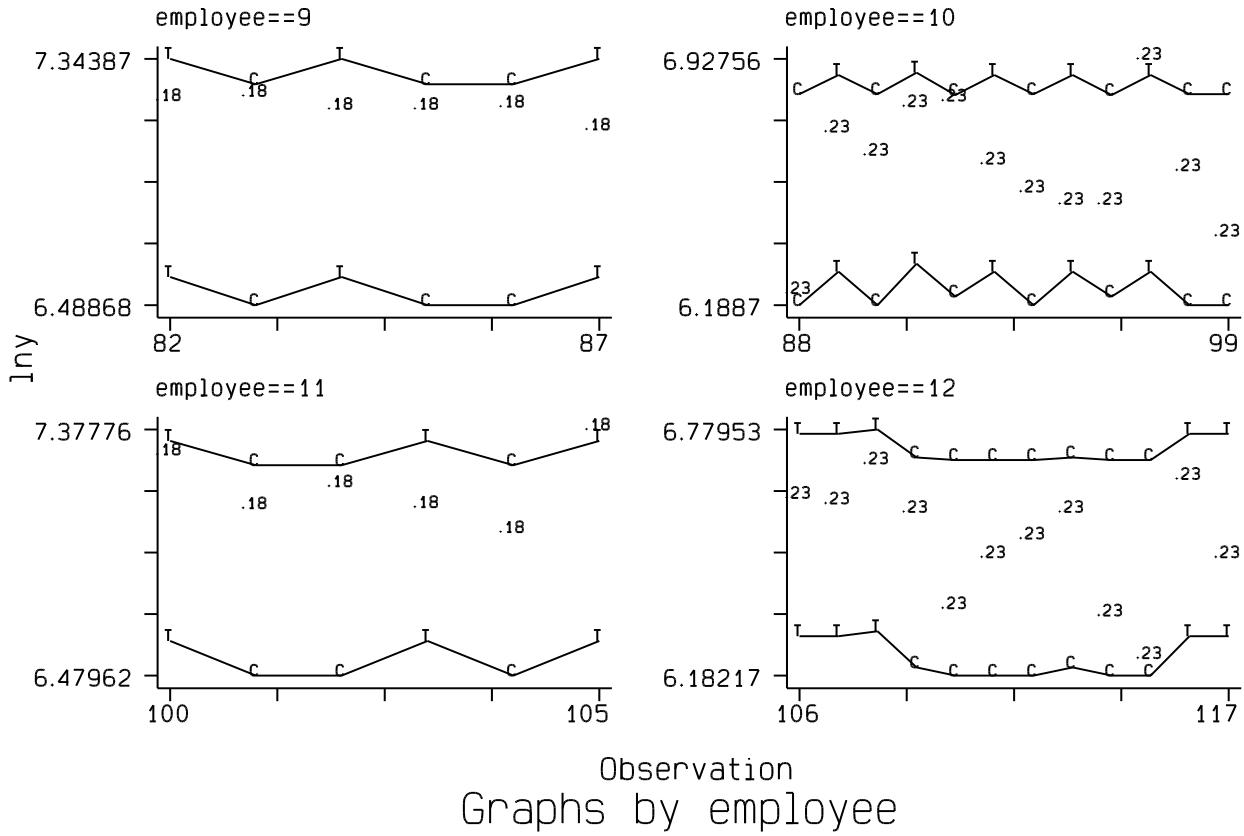 employee==9
7.34387
T T T
C C C
.18 .18 .18 .18 .18 .18
T T T
C C C
6.48868
82 87
employee==10
6.92756
.23
T T T T T
C C C C C C C
.23 .23
.23
.23
.23 .23
.23
.23 .23
.23
T T T T T
.23
C C C C C C C
6.1887
88 99
lny
employee==11
7.37776
.18
T T T
.18
C C C
.18
.18 .18
.18
T T T
C C C
6.47962
100 105
employee==12
6.77953
T T T T T
C C C C C C C
.23
.23
.23 .23
.23 .23
.23
.23 .23
.23
.23
T T T T T
.23
C C C C C C C
6.18217
106 117
Observation
Graphs by employee